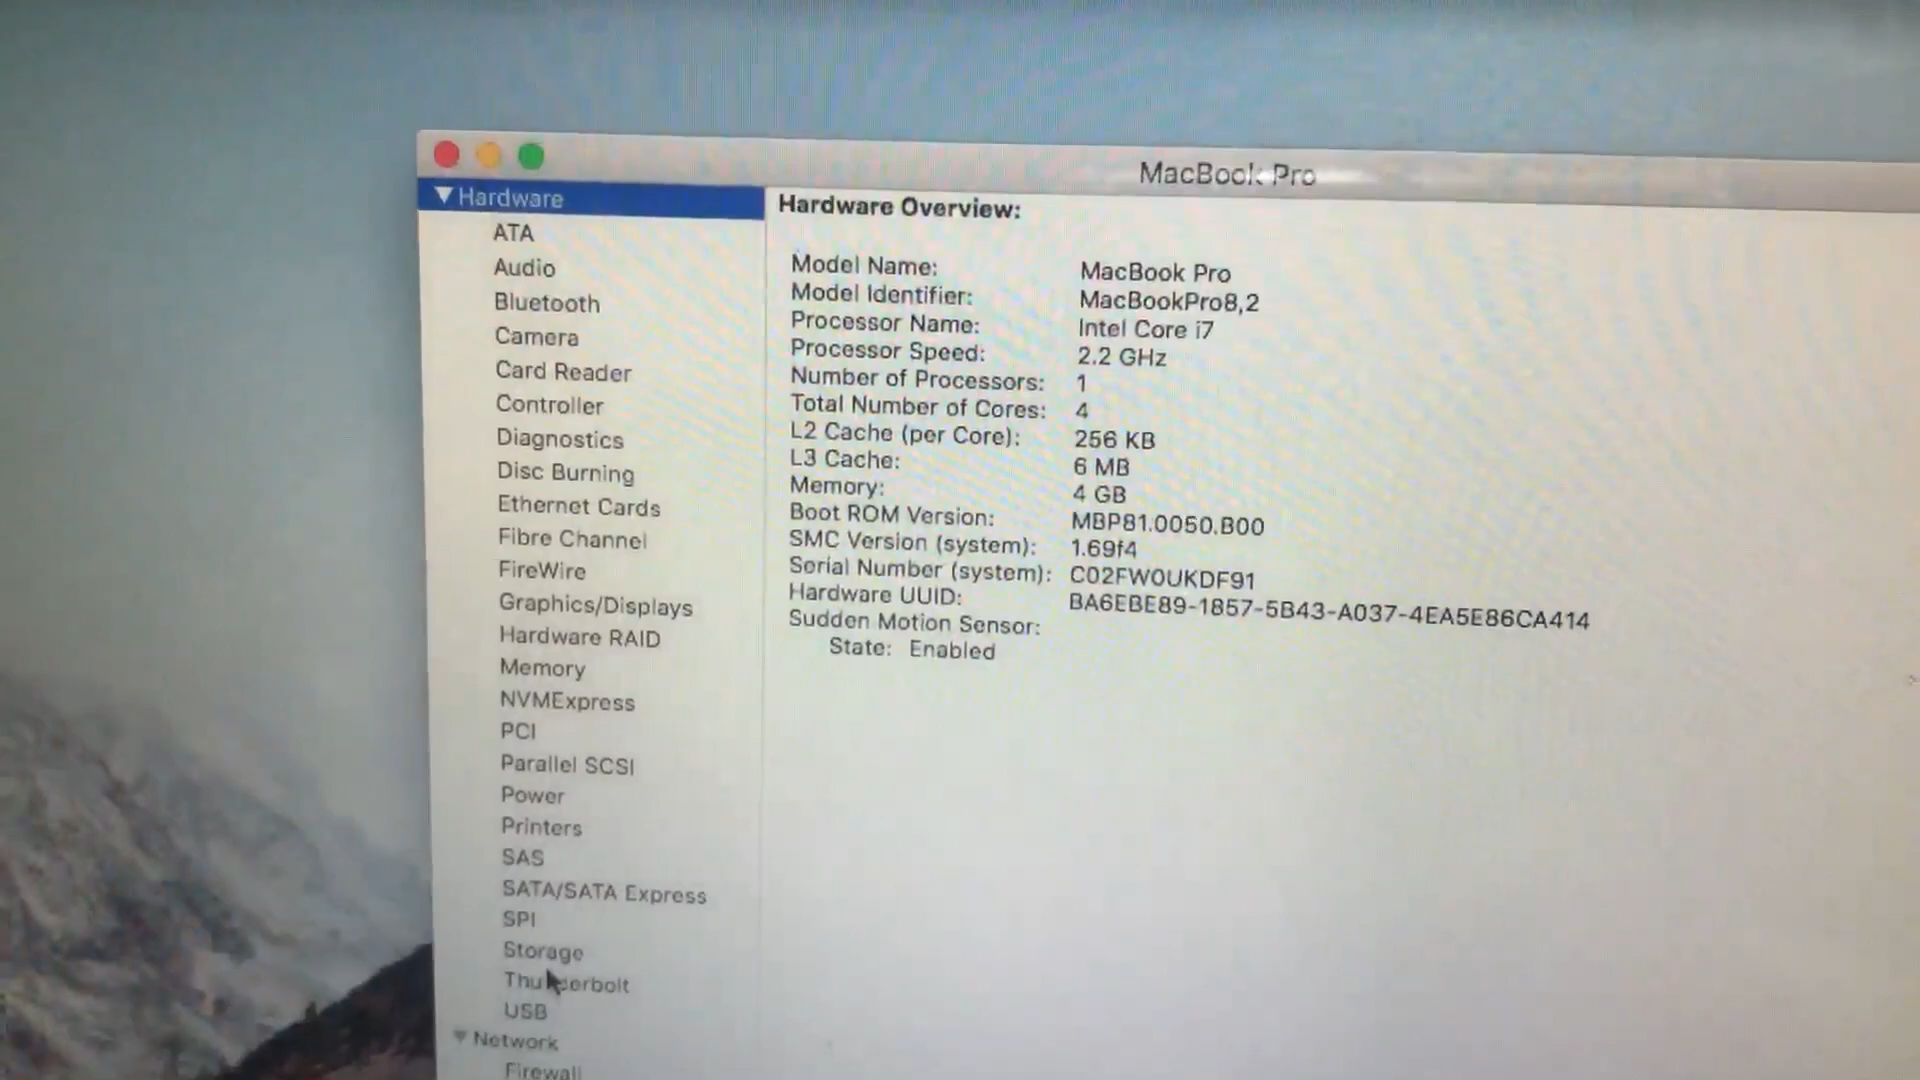 MacBook Pro
Hardware
ATA
Audio
Bluetooth
Camera
Card Reader
Controller
Diagnostics
Disc Burning
Ethernet Cards
Fibre Channel
FireWire
Graphics/Displays
Hardware RAID
Memory
NVMExpress
PCI
Parallel SCSI
Power
Printers
SAS
SATA/SATA Express
SPI
Storage
Thunderbolt
USB
Network
Firewall
Hardware Overview:
Model Name: MacBook Pro
Model Identifier: MacBookPro8,2
Processor Name: Intel Core i7
Processor Speed: 2.2 GHz
Number of Processors: 1
Total Number of Cores: 4
L2 Cache (per Core): 256 KB
L3 Cache: 6 MB
Memory: 4 GB
Boot ROM Version: MBP81.0050.B00
SMC Version (system): 1.69f4
Serial Number (system): C02FW0UKDF91
Hardware UUID: BA6EBE89-1857-5B43-A037-4EA5E86CA414
Sudden Motion Sensor:
State: Enabled